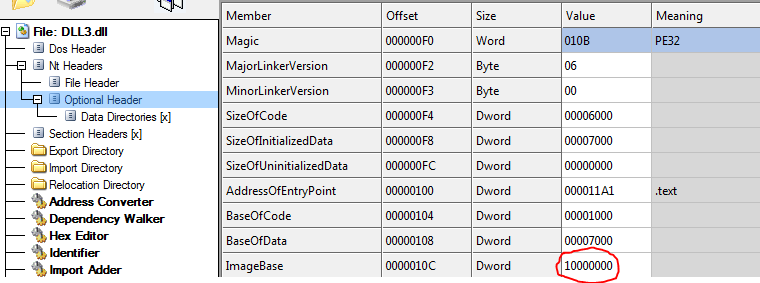 File: DLL3.dll
Dos Header
Nt Headers
File Header
Optional Header
Data Directories [x]
Section Headers [x]
Export Directory
Import Directory
Relocation Directory
Address Converter
Dependency Walker
Hex Editor
Identifier
Import Adder
Member Offset Size Value Meaning
Magic 000000F0 Word 010B PE32
MajorLinkerVersion 000000F2 Byte 06
MinorLinkerVersion 000000F3 Byte 00
SizeOfCode 000000F4 Dword 00006000
SizeOfInitializedData 000000F8 Dword 00007000
SizeOfUninitializedData 000000FC Dword 00000000
AddressOfEntryPoint 00000100 Dword 000011A1 .text
BaseOfCode 00000104 Dword 00001000
BaseOfData 00000108 Dword 00007000
ImageBase 0000010C Dword 10000000